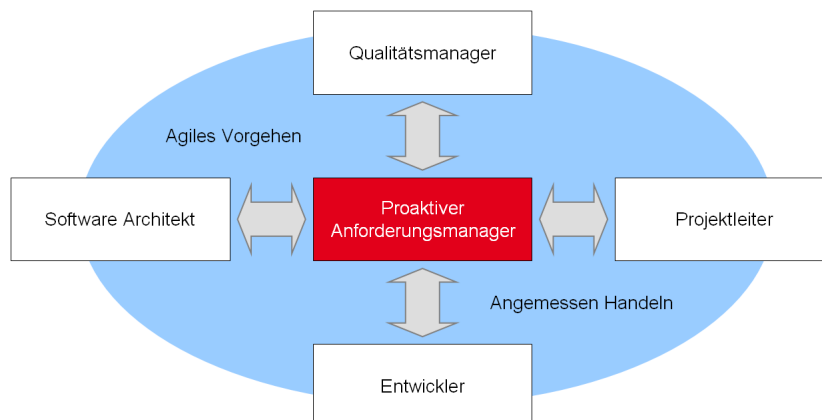 Qualitätsmanager
Agiles Vorgehen
Software Architekt
Proaktiver
Anforderungsmanager
Projektleiter
Angemessen Handeln
Entwickler